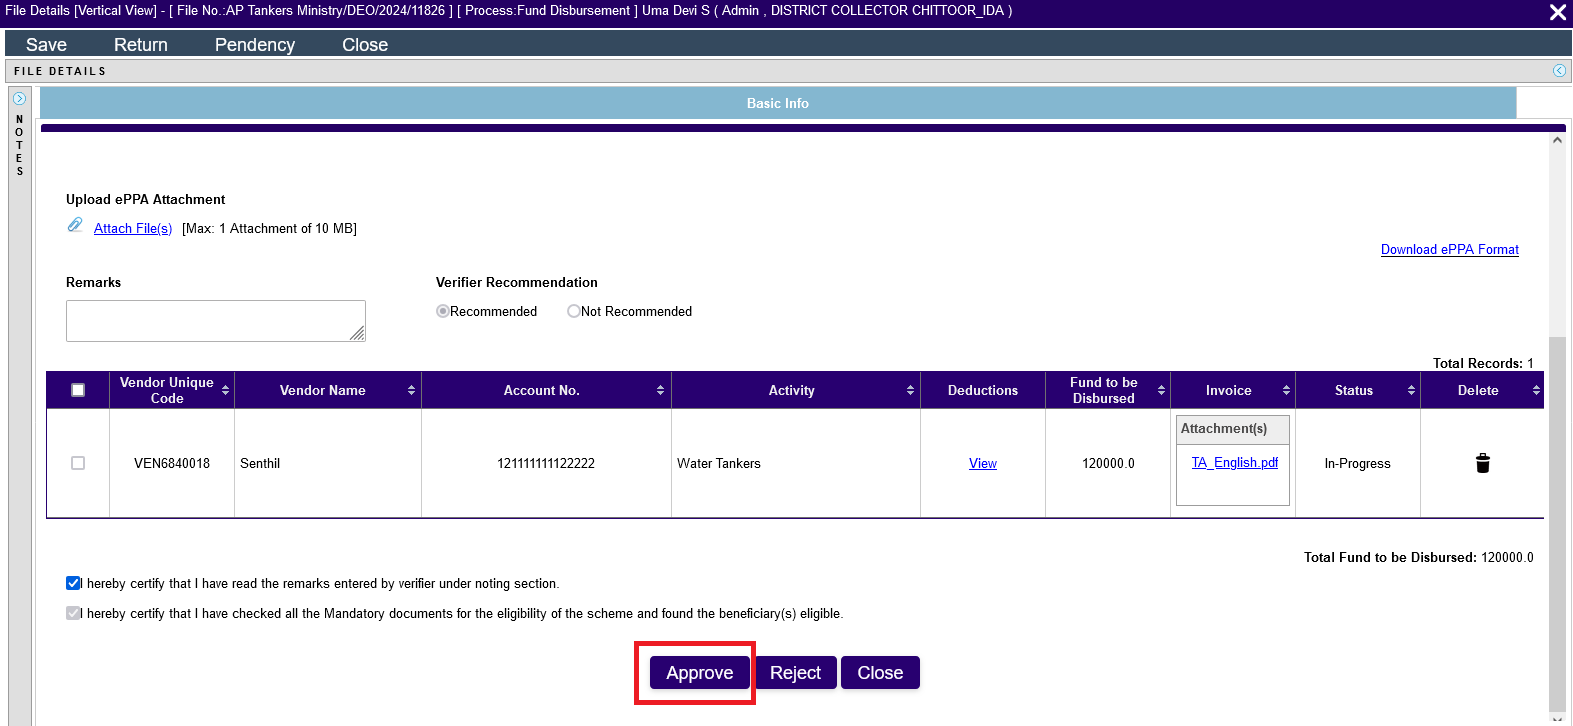 File Details [Vertical View] - [ File No.:AP Tankers Ministry/DEO/2024/11826 ] [ Process:Fund Disbursement ] Uma Devi S ( Admin , DISTRICT COLLECTOR CHITTOOR_IDA )
Save Return Pendency Close
FILE DETAILS
NOTES
Basic Info
Upload ePPA Attachment
Attach File(s) [Max: 1 Attachment of 10 MB]
Download ePPA Format
Remarks Verifier Recommendation
Recommended Not Recommended
Total Records: 1
Vendor Unique Code Vendor Name Account No. Activity Deductions Fund to be Disbursed Invoice Status Delete
Attachment(s)
VEN6840018 Senthil 121111111122222 Water Tankers View 120000.0 TA_English.pdf In-Progress
Total Fund to be Disbursed: 120000.0
I hereby certify that I have read the remarks entered by verifier under noting section.
I hereby certify that I have checked all the Mandatory documents for the eligibility of the scheme and found the beneficiary(s) eligible.
Approve Reject Close